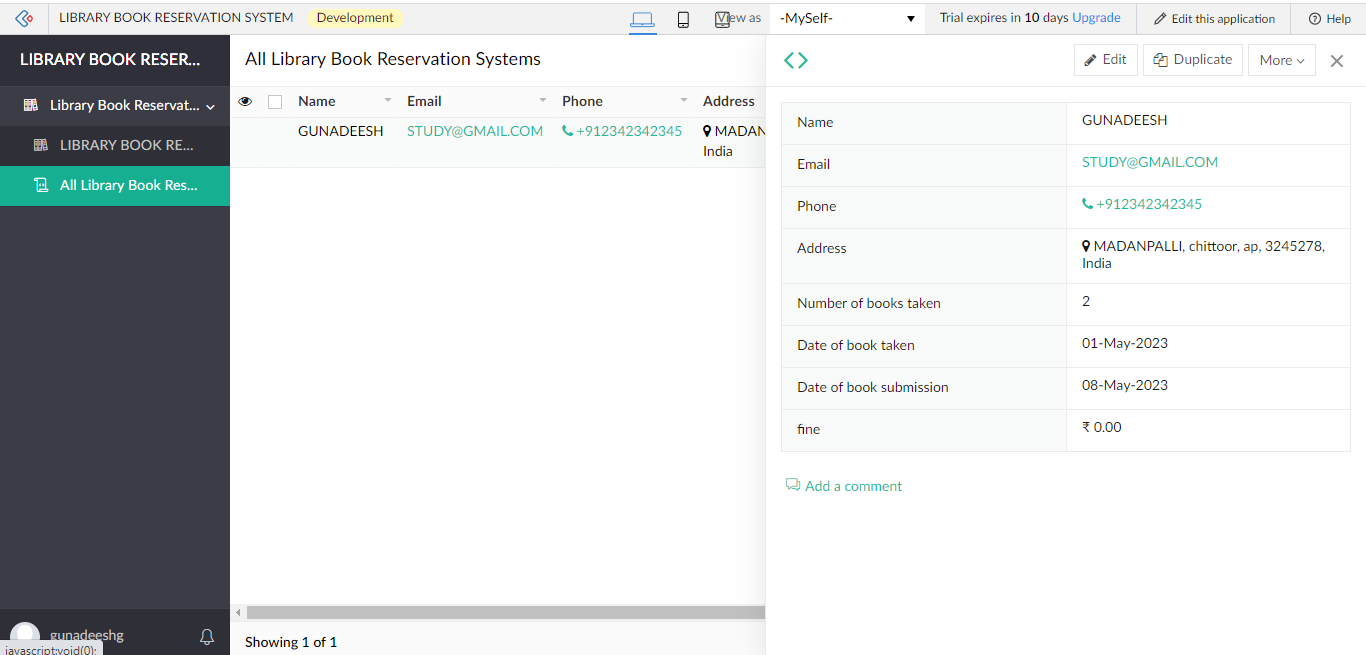 LIBRARY BOOK RESERVATION SYSTEM Development View as -MySelf- Trial expires in 10 days Upgrade Edit this application Help
LIBRARY BOOK RESER...
Library Book Reservat...
LIBRARY BOOK RE...
All Library Book Res...
gunadeeshg
javascript:void(0);
All Library Book Reservation Systems
Name Email Phone Address
GUNADEESH STUDY@GMAIL.COM +912342342345 MADAN
India
Showing 1 of 1
Edit Duplicate More
Name GUNADEESH
Email STUDY@GMAIL.COM
Phone +912342342345
Address MADANPALLI, chittoor, ap, 3245278,
India
Number of books taken 2
Date of book taken 01-May-2023
Date of book submission 08-May-2023
fine ₹ 0.00
Add a comment